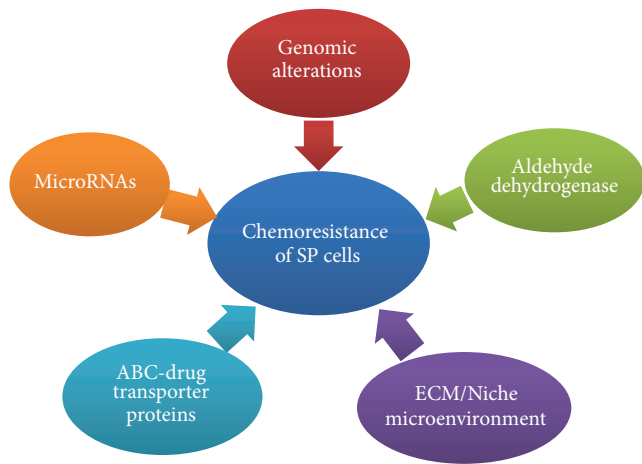 Genomic
alterations
MicroRNAs
Aldehyde
dehydrogenase
Chemoresistance
of SP cells
ABC-drug
transporter
proteins
ECM/Niche
microenvironment